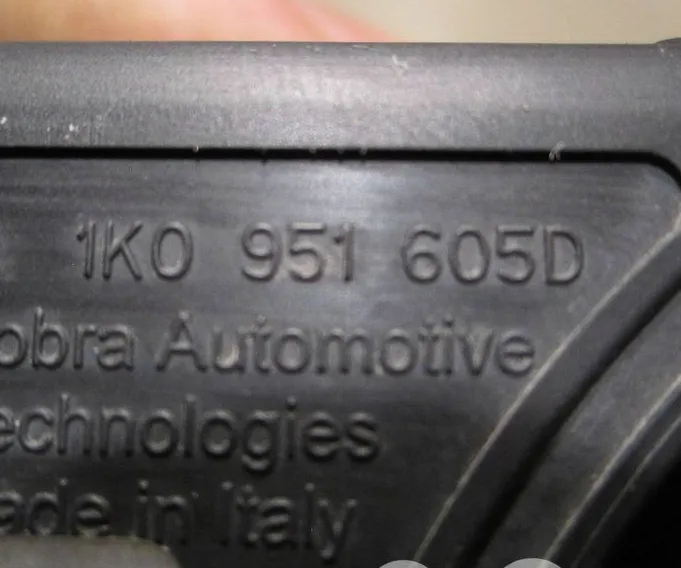 1K0 951 605D
obra Automotive
echnologies
ade in Italy